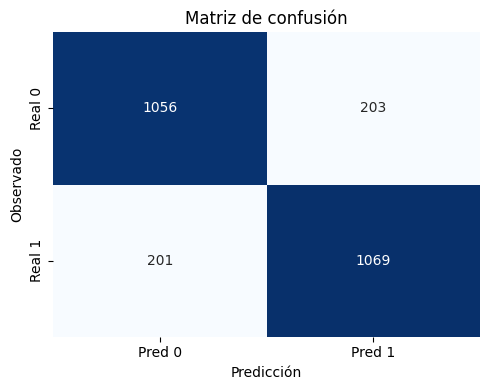 Matriz de confusión
Observado
Real 0
1056
203
Real 1
201
1069
Pred 0
Pred 1
Predicción